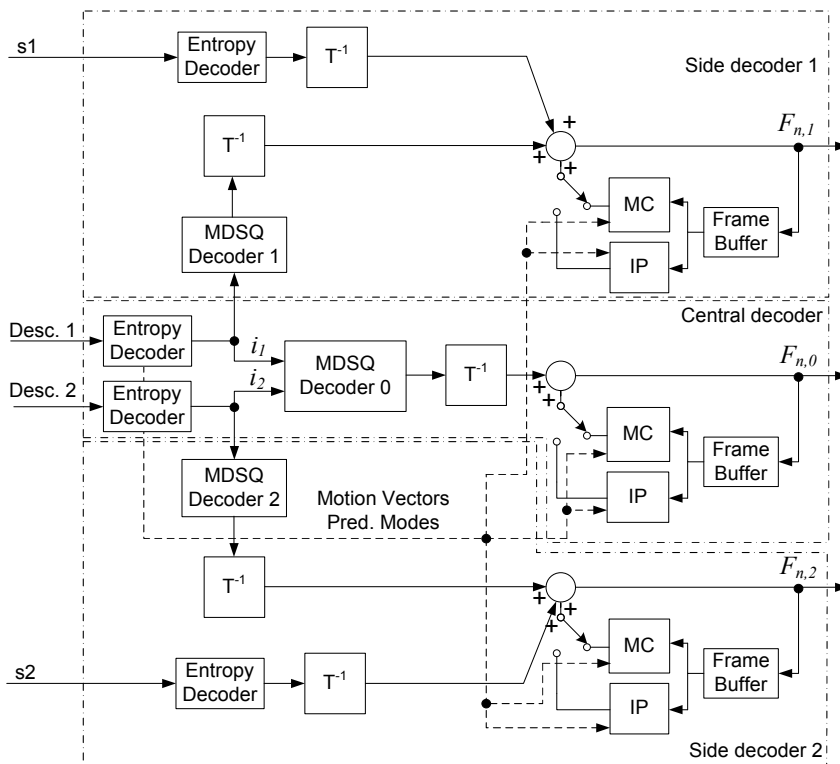 s1
Entropy
Decoder
T-1
Side decoder 1
+
T-1
+
+
Fn,1
MC
Frame
Buffer
IP
MDSQ
Decoder 1
Central decoder
Desc. 1
Entropy
Decoder
i1
MDSQ
Decoder 0
T-1
+
+
Fn,0
Desc. 2
Entropy
Decoder
i2
MC
Frame
Buffer
IP
MDSQ
Decoder 2
Motion Vectors
Pred. Modes
T-1
+
+
+
Fn,2
MC
Frame
Buffer
IP
s2
Entropy
Decoder
T-1
Side decoder 2